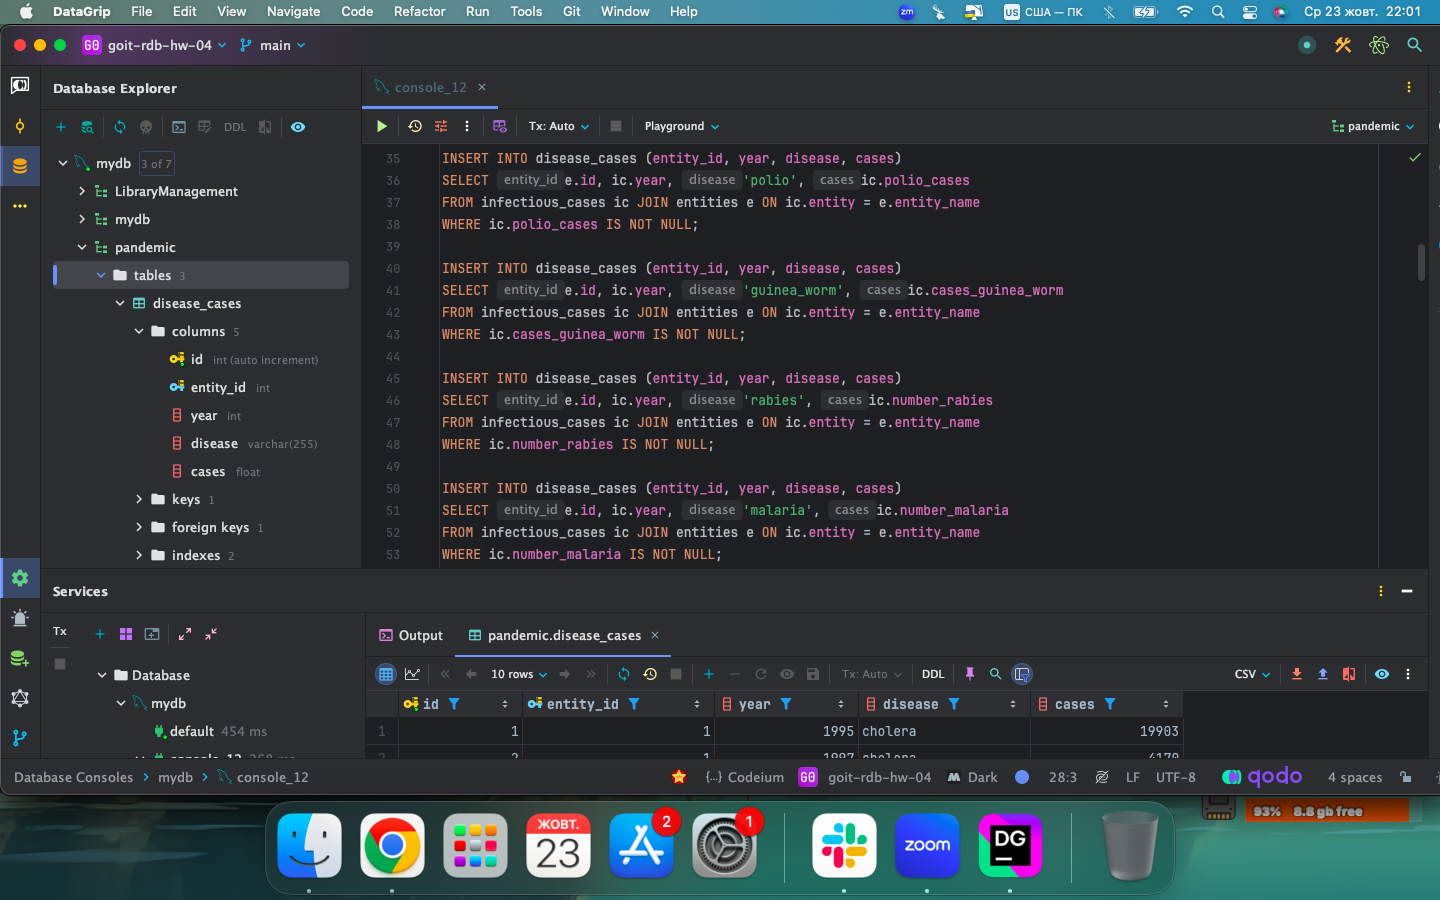 DataGrip File Edit View Navigate Code Refactor Run Tools Git Window Help zm US США — ПК Ср 23 жовт. 22:01
G0 goit-rdb-hw-04 main
Database Explorer
console_12
DDL
Tx: Auto Playground pandemic
mydb 3 of 7
LibraryManagement
mydb
pandemic
tables 3
disease_cases
columns 5
id int (auto increment)
entity_id int
year int
disease varchar(255)
cases float
keys 1
foreign keys 1
indexes 2
35 INSERT INTO disease_cases (entity_id, year, disease, cases)
36 SELECT entity_id e.id, ic.year, disease 'polio', cases ic.polio_cases
37 FROM infectious_cases ic JOIN entities e ON ic.entity = e.entity_name
38 WHERE ic.polio_cases IS NOT NULL;
39
40 INSERT INTO disease_cases (entity_id, year, disease, cases)
41 SELECT entity_id e.id, ic.year, disease 'guinea_worm', cases ic.cases_guinea_worm
42 FROM infectious_cases ic JOIN entities e ON ic.entity = e.entity_name
43 WHERE ic.cases_guinea_worm IS NOT NULL;
44
45 INSERT INTO disease_cases (entity_id, year, disease, cases)
46 SELECT entity_id e.id, ic.year, disease 'rabies', cases ic.number_rabies
47 FROM infectious_cases ic JOIN entities e ON ic.entity = e.entity_name
48 WHERE ic.number_rabies IS NOT NULL;
49
50 INSERT INTO disease_cases (entity_id, year, disease, cases)
51 SELECT entity_id e.id, ic.year, disease 'malaria', cases ic.number_malaria
52 FROM infectious_cases ic JOIN entities e ON ic.entity = e.entity_name
53 WHERE ic.number_malaria IS NOT NULL;
Services
Tx
Database
mydb
default 454 ms
console_12 268 ms
Output pandemic.disease_cases
10 rows Tx: Auto DDL CSV
id entity_id year disease cases
1 1 1 1995 cholera 19903
2 2 1 1997 cholera 4170
Database Consoles mydb console_12 {...} Codeium G0 goit-rdb-hw-04 M Dark 28:3 LF UTF-8 qodo 4 spaces
93% 8.8 gb free
ЖОВТ.
23
2
1
zoom
DG